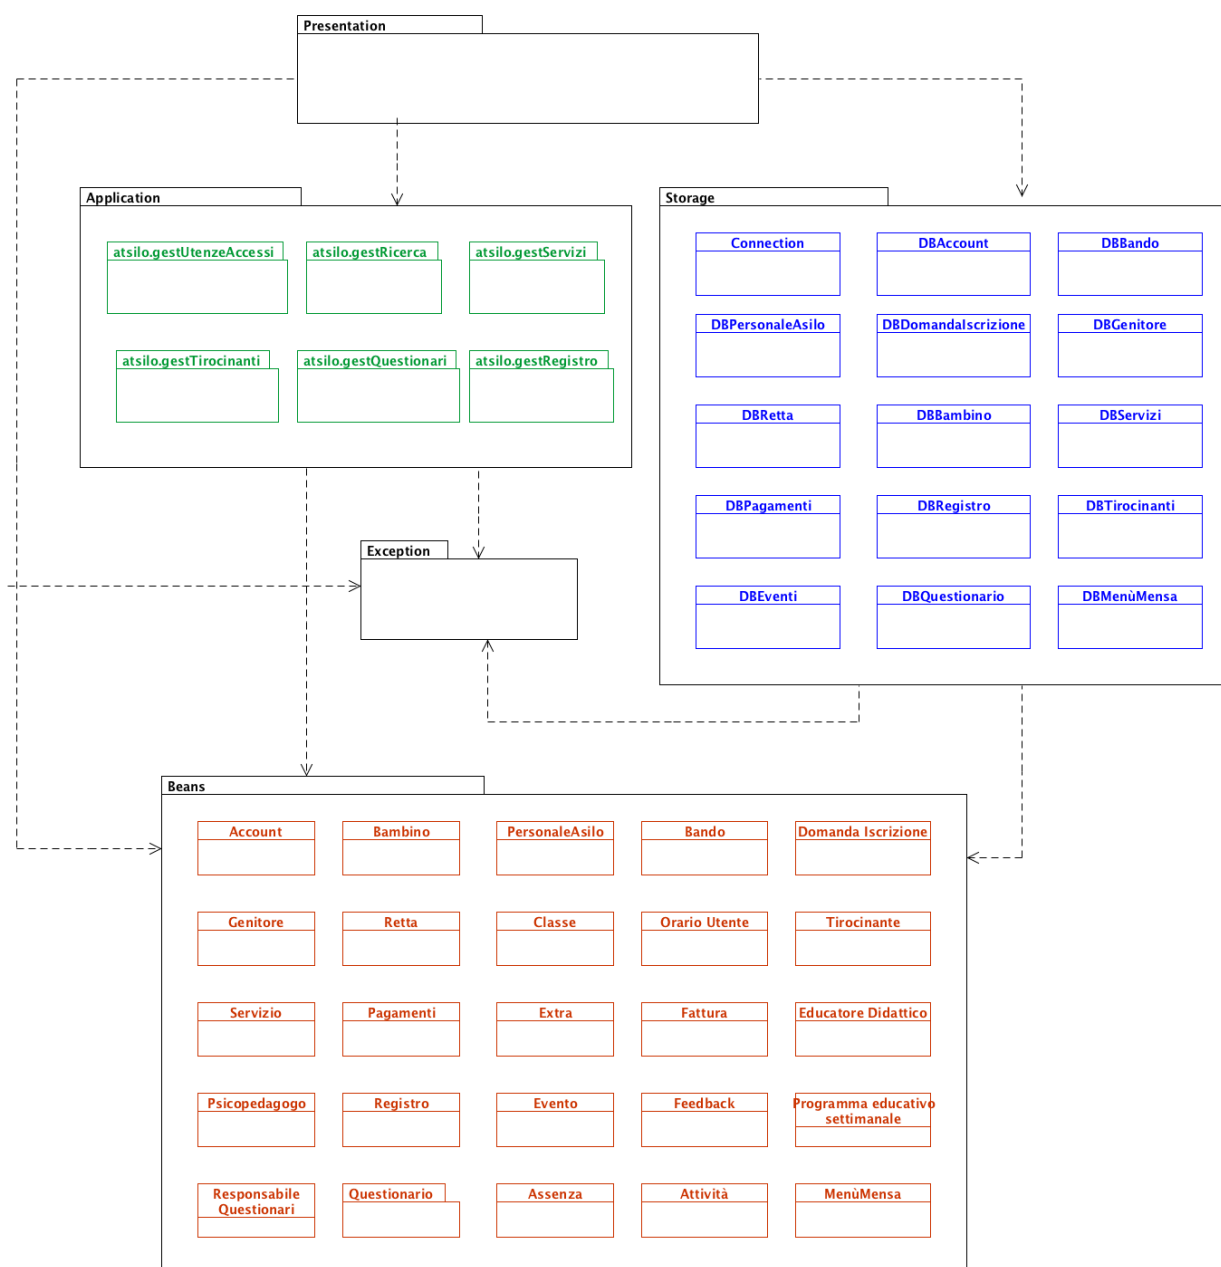 Presentation
Application
atsilo.gestUtenzeAccessi
atsilo.gestRicerca
atsilo.gestServizi
atsilo.gestTirocinanti
atsilo.gestQuestionari
atsilo.gestRegistro
Storage
Connection
DBAccount
DBBando
DBPersonaleAsilo
DBDomandaIscrizione
DBGenitore
DBRetta
DBBambino
DBServizi
DBPagamenti
DBRegistro
DBTirocinanti
DBEventi
DBQuestionario
DBMenùMensa
Exception
Beans
Account
Bambino
PersonaleAsilo
Bando
Domanda Iscrizione
Genitore
Retta
Classe
Orario Utente
Tirocinante
Servizio
Pagamenti
Extra
Fattura
Educatore Didattico
Psicopedagogo
Registro
Evento
Feedback
Programma educativo
settimanale
Responsabile
Questionari
Questionario
Assenza
Attività
MenùMensa